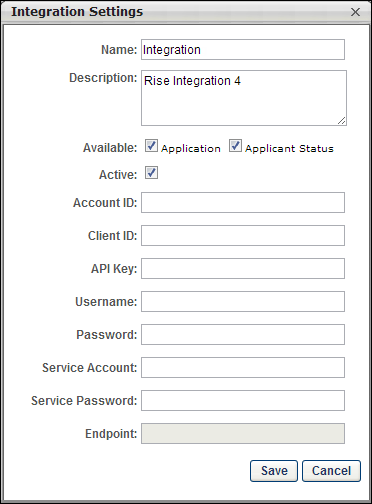 Integration Settings
Name: Integration
Description: Rise Integration 4
Available: Application Applicant Status
Active:
Account ID:
Client ID:
API Key:
Username:
Password:
Service Account:
Service Password:
Endpoint:
Save Cancel